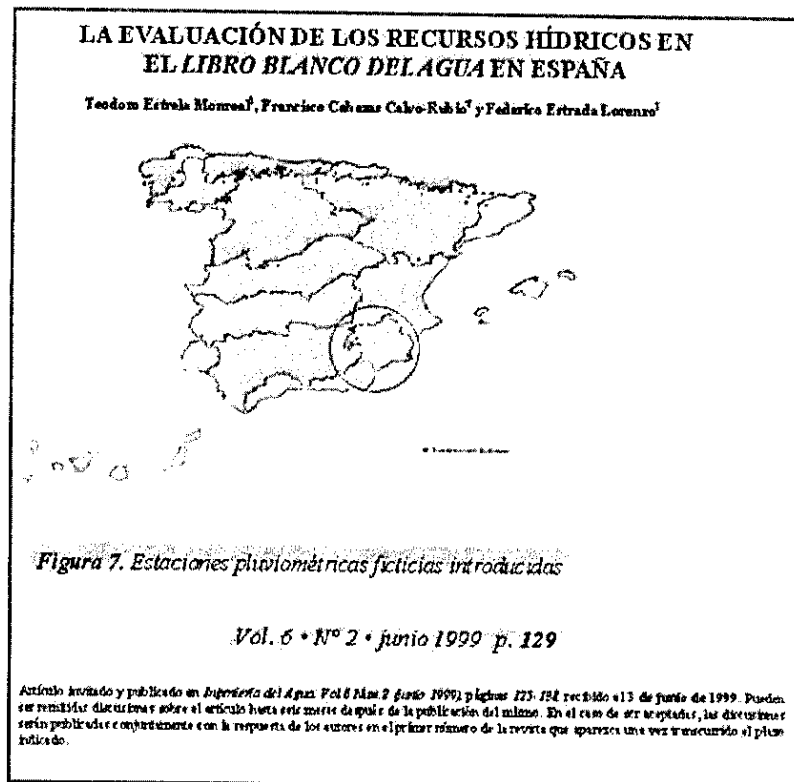 LA EVALUACIÓN DE LOS RECURSOS HÍDRICOS EN
EL LIBRO BLANCO DEL AGUA EN ESPAÑA
Teodoro Estrela Monreal¹, Francisco Cabezas Calvo-Rubio² y Federico Estrada Lorenzo³
Figura 7. Estaciones pluviométricas ficticias introducidas
Vol. 6 • Nº 2 • junio 1999 p. 129
Artículo invitado y publicado en Ingeniería del Agua. Vol.6 Núm.2 (junio 1999), páginas 125-138 recibido el 13 de junio de 1999. Pueden
ser remitidas discusiones sobre el artículo hasta seis meses después de la publicación del mismo. En el caso de ser aceptadas, las discusiones
serán publicadas conjuntamente con la respuesta de los autores en el primer número de la revista que aparezca una vez transcurrido el plazo
indicado.